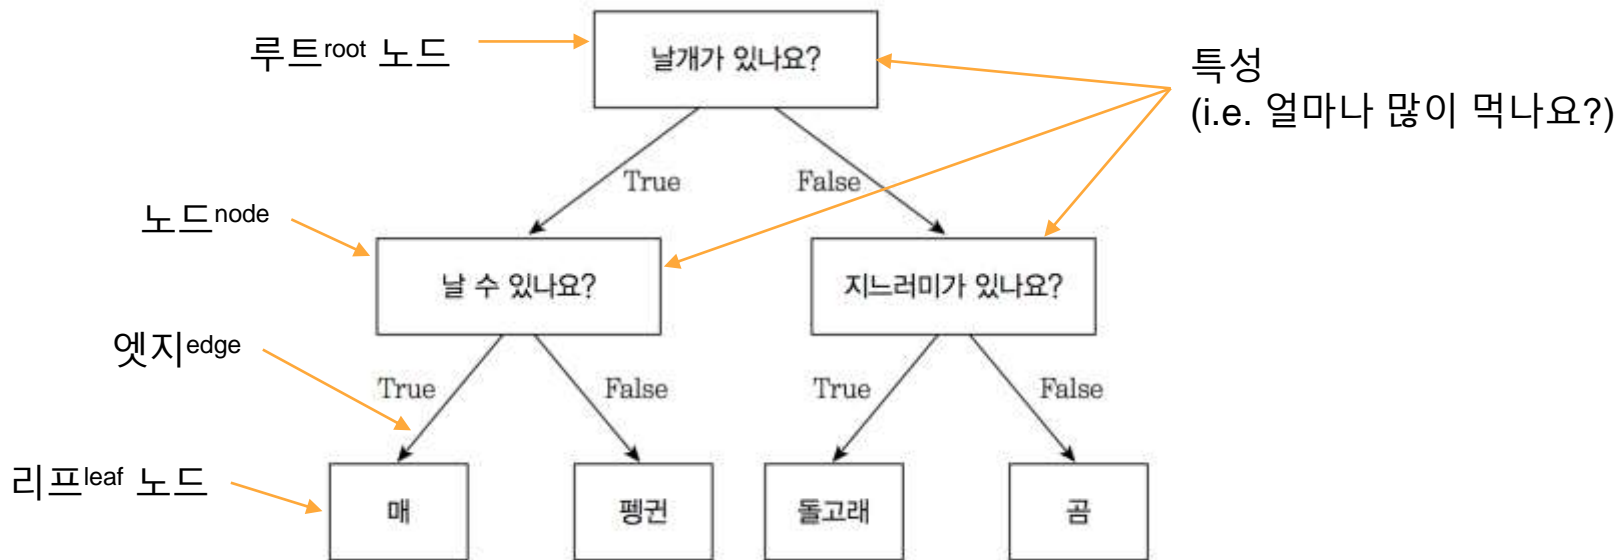 루트root 노드
날개가 있나요?
특성
(i.e. 얼마나 많이 먹나요?)
True
False
노드node
날 수 있나요?
지느러미가 있나요?
엣지edge
True
False
True
False
리프leaf 노드
매
펭귄
돌고래
곰